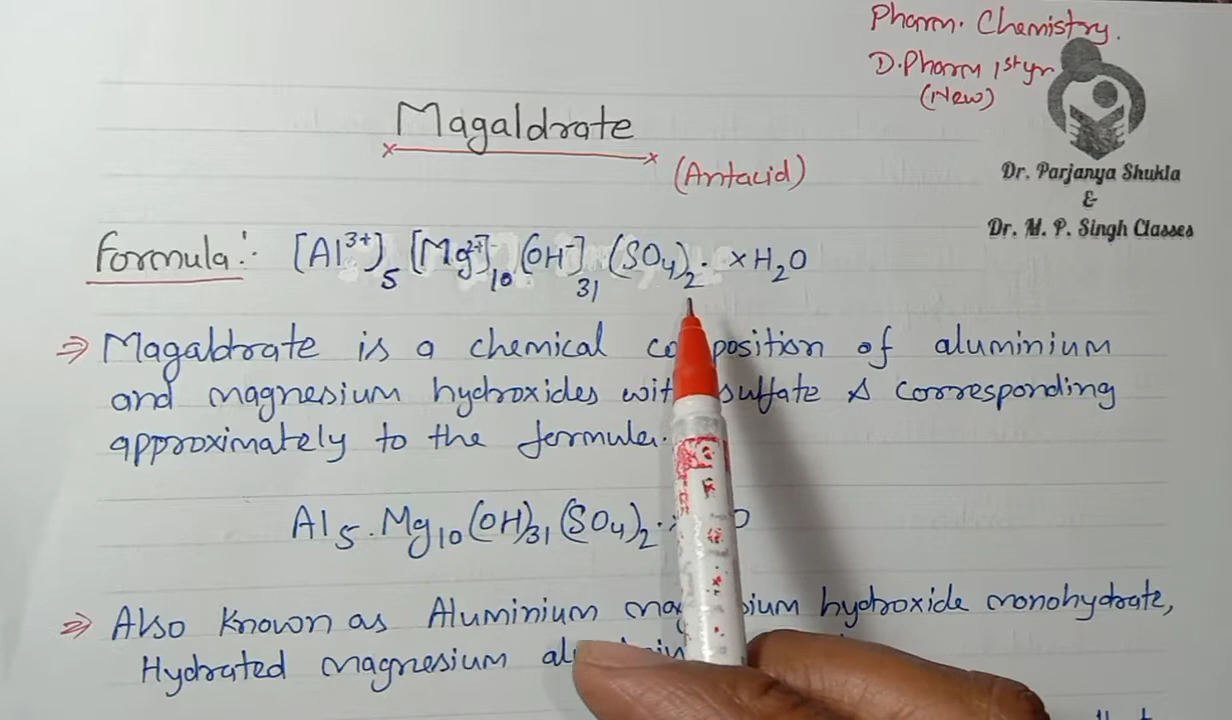 Pharm. Chemistry.
D.Pharm 1st yr
(New)
Magaldrate
(Antacid)
Dr. Parjanya Shukla
&
Dr. M. P. Singh Classes
Formula:- [Al³⁺]₅ [Mg²⁺]₁₀ [OH⁻]₃₁ (SO₄)₂. xH₂O
⇒ Magaldrate is a chemical position of aluminium
and magnesium hydroxides with sulfate & corresponding
approximately to the formula.
Al₅.Mg₁₀(OH)₃₁(SO₄)₂.
⇒ Also known as Aluminium hydroxide monohydrate,
Hydrated magnesium